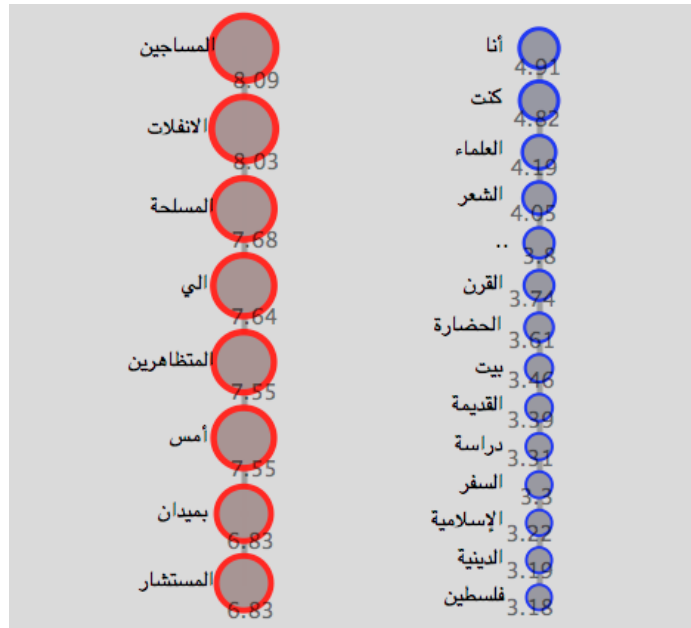 المساجين
8.09
الانفلات
8.03
المسلحة
7.68
الي
7.64
المتظاهرين
7.55
أمس
7.55
بميدان
6.83
المستشار
6.83
أنا
4.91
كنت
4.82
العلماء
4.19
الشعر
4.05
..
3.8
القرن
3.74
الحضارة
3.61
بيت
3.46
القديمة
3.39
دراسة
3.31
السفر
3.3
الإسلامية
3.22
الدينية
3.19
فلسطين
3.18